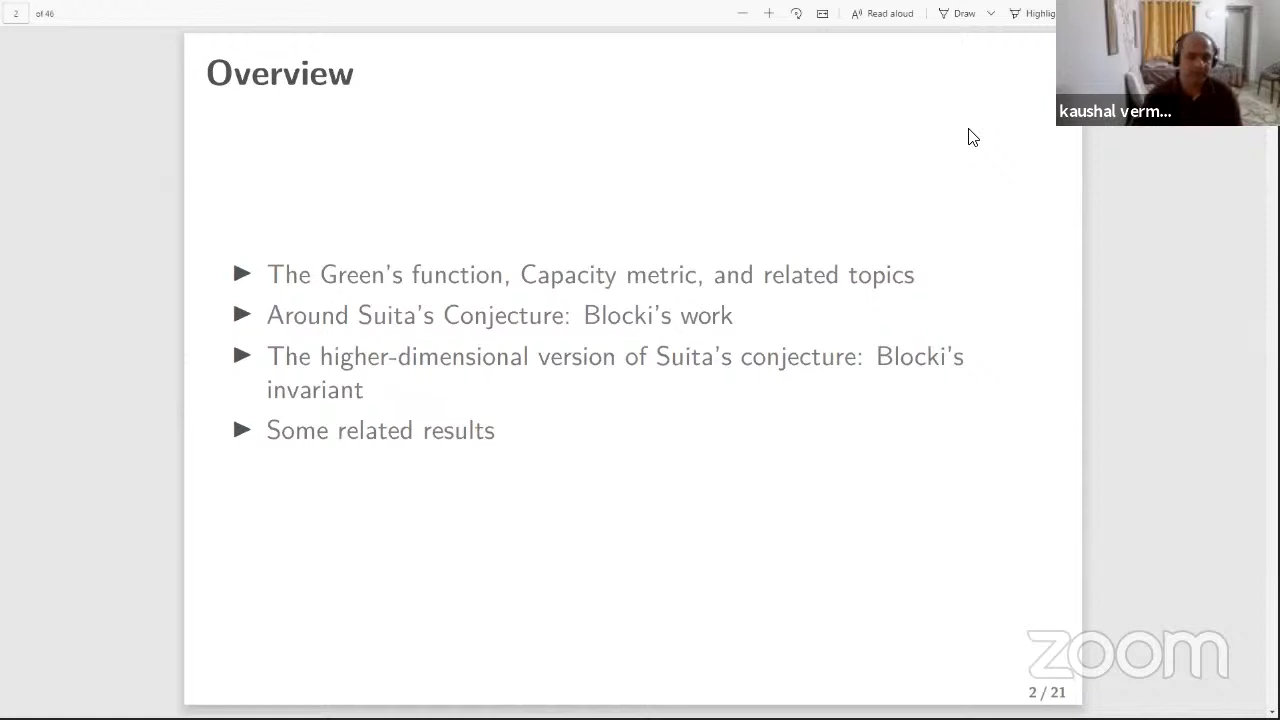 2 of 46
Read aloud
Draw
Highlig
kaushal verm...
Overview
The Green's function, Capacity metric, and related topics
Around Suita's Conjecture: Blocki's work
The higher-dimensional version of Suita's conjecture: Blocki's
invariant
Some related results
zoom
2 / 21